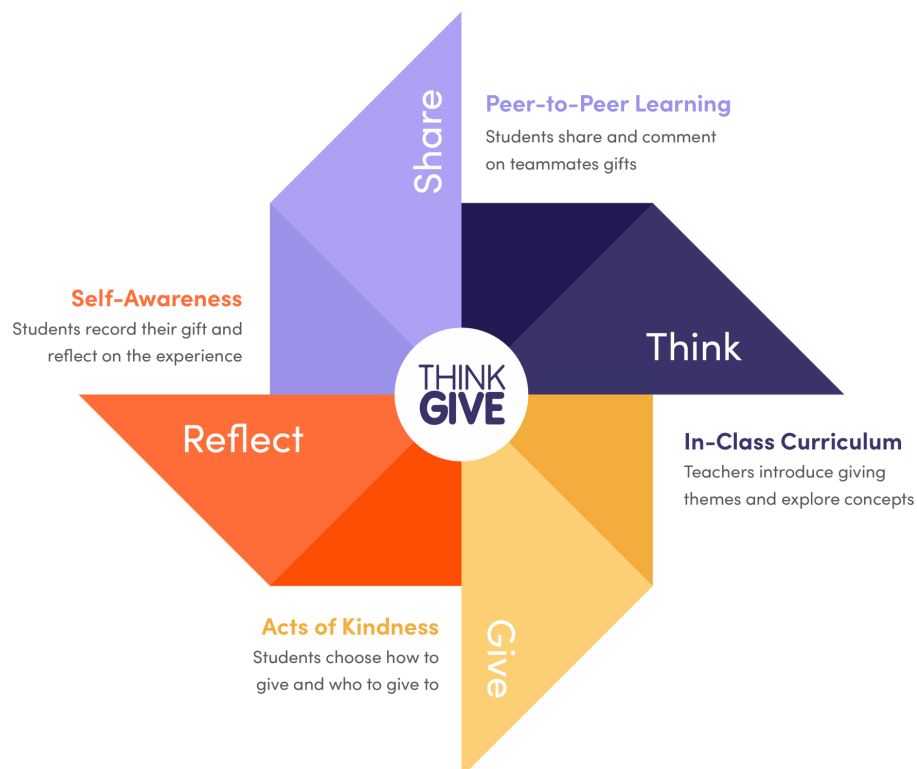 Share
Peer-to-Peer Learning
Students share and comment
on teammates gifts
Think
In-Class Curriculum
Teachers introduce giving
themes and explore concepts
Give
Acts of Kindness
Students choose how to
give and who to give to
Reflect
Self-Awareness
Students record their gift and
reflect on the experience
THINK
GIVE